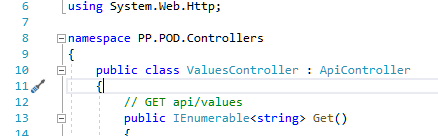 6 using System.Web.Http;
7
8 namespace PP.POD.Controllers
9 {
10 public class ValuesController : ApiController
11 {
12 // GET api/values
13 public IEnumerable<string> Get()
14 {